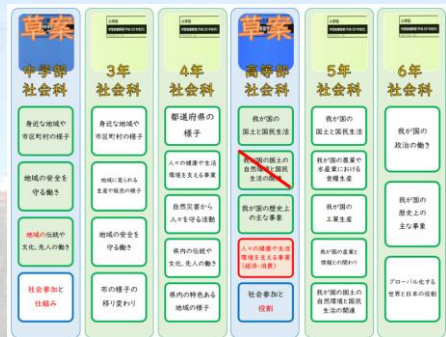 草案
中学部
社会科
身近な地域や
市区町村の様子
地域の安全を
守る働き
地域の伝統や
文化、先人の働き
社会参加と
仕組み
3年
社会科
身近な地域や
市区町村の様子
地域に見られる
生産や販売の様子
地域の安全を
守る働き
市の様子の
移り変わり
4年
社会科
都道府県の
様子
人々の健康や生活
環境を支える事業
自然災害から
人々を守る活動
県内の伝統や
文化、先人の働き
県内の特色ある
地域の様子
草案
高等部
社会科
我が国の
国土と国民生活
我が国の国土の
自然環境と国民
生活の関連
我が国の歴史上
の主な事象
人々の健康や生活
環境を支える事業
(経済・消費)
社会参加と
役割
5年
社会科
我が国の
国土と国民生活
我が国の農業や
水産業における
食糧生産
我が国の
工業生産
我が国の産業と
情報との関わり
我が国の国土の
自然環境と国民
生活の関連
6年
社会科
我が国の
政治の働き
我が国の
歴史上の
主な事象
グローバル化する
世界と日本の役割